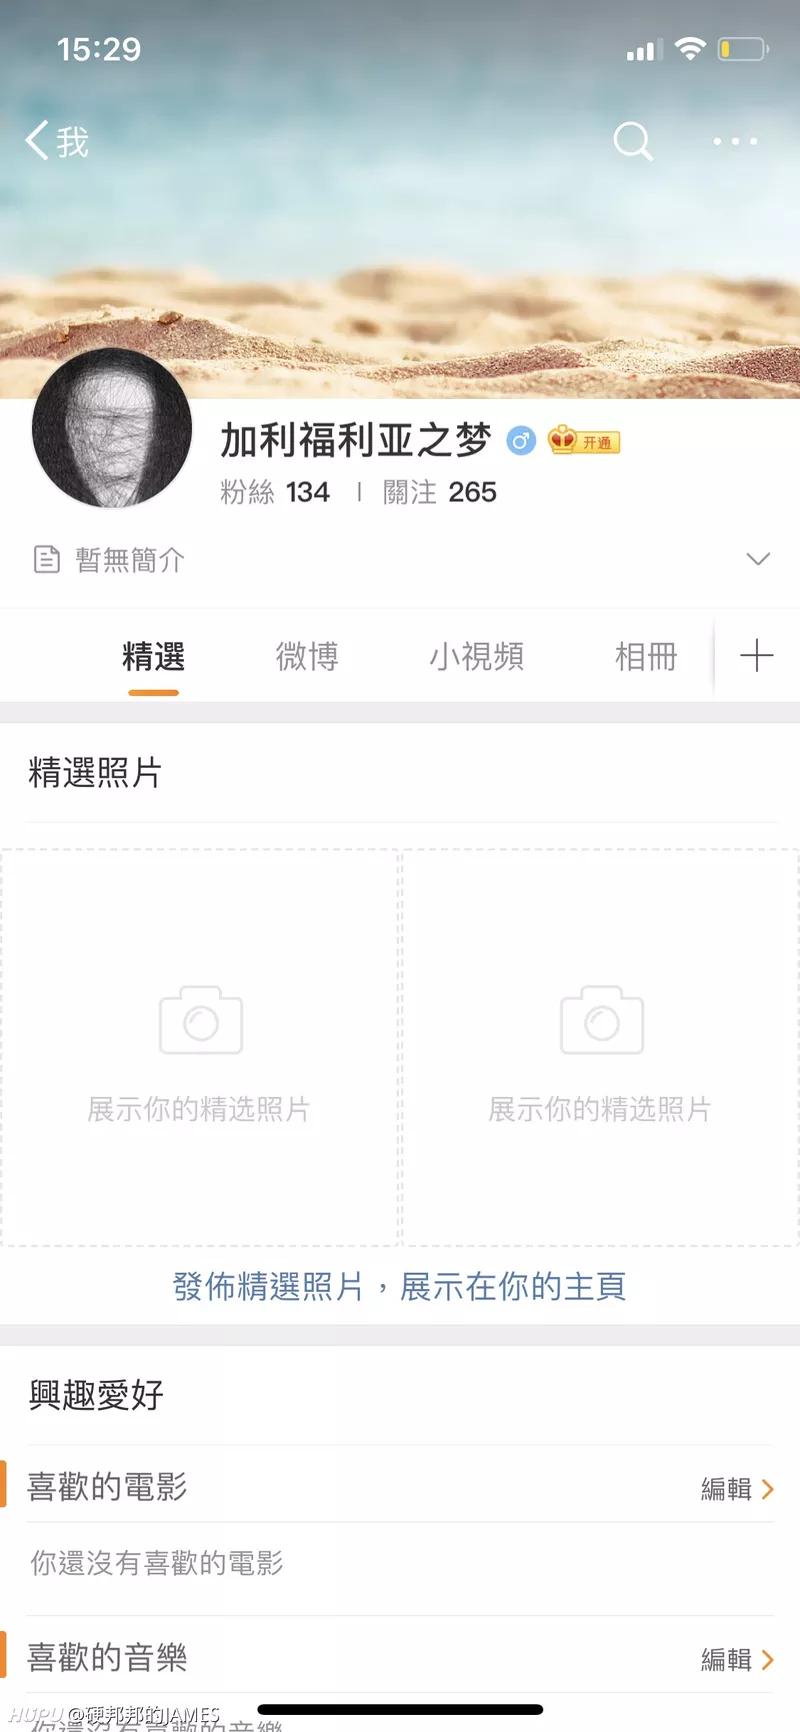 15:29
我
加利福利亚之梦 开通
粉絲 134 | 關注 265
暫無簡介
精選 微博 小視頻 相冊
精選照片
展示你的精选照片 展示你的精选照片
發佈精選照片，展示在你的主頁
興趣愛好
喜歡的電影 編輯
你還沒有喜歡的電影
喜歡的音樂 編輯
你還沒有喜歡的音樂
HUPU @硬邦邦的JAMES